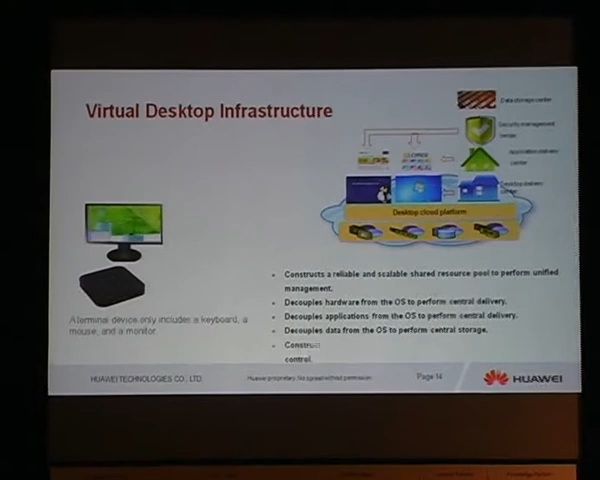 Virtual Desktop Infrastructure
Data storage center
Security management
center
Application delivery
center
Desktop delivery
center
Desktop cloud platform
A terminal device only includes a keyboard, a
mouse, and a monitor.
Constructs a reliable and scalable shared resource pool to perform unified
management.
Decouples hardware from the OS to perform central delivery.
Decouples applications from the OS to perform central delivery.
Decouples data from the OS to perform central storage.
control.
HUAWEI TECHNOLOGIES CO., LTD.
Huawei proprietary. No spread without permission
Page 14
HUAWEI